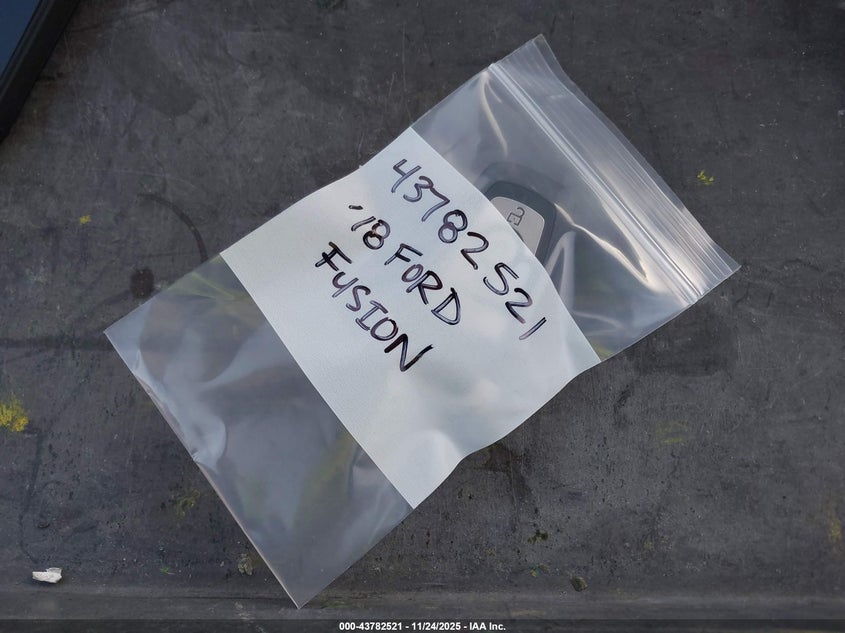 43782521
'18 FORD
FUSION
000-43782521 - 11/24/2025 - IAA Inc.